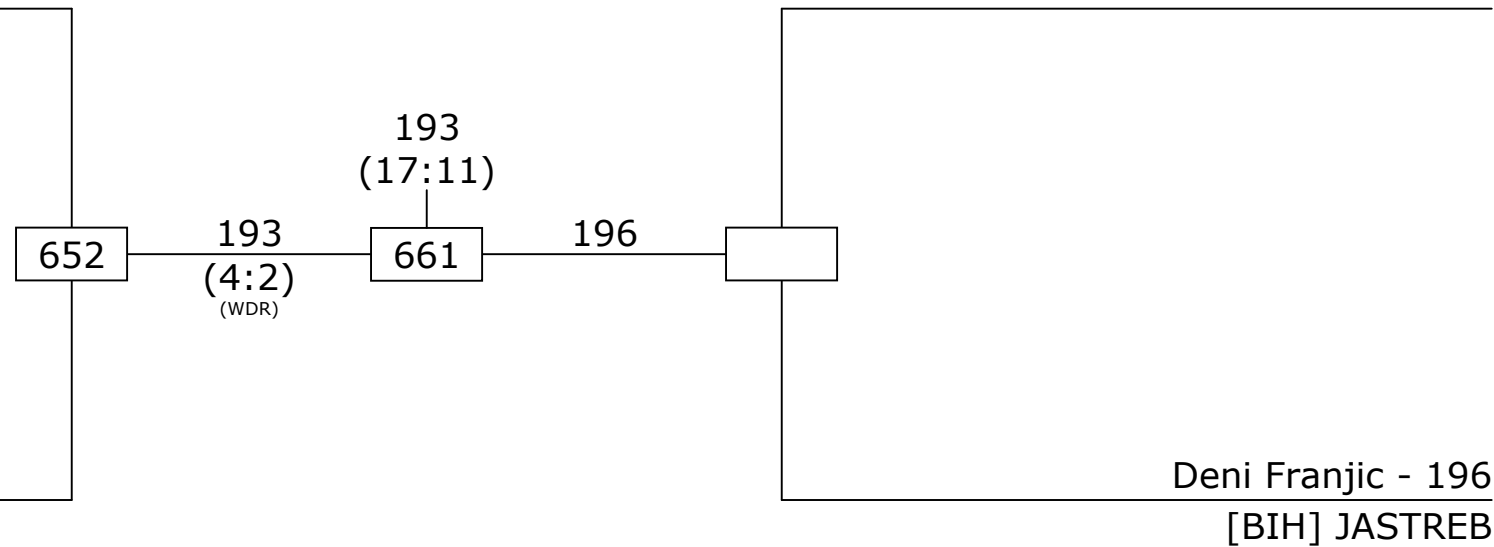 193
(17:11)
652
193
661
196
(4:2)
(WDR)
Deni Franjic - 196
[BIH] JASTREB